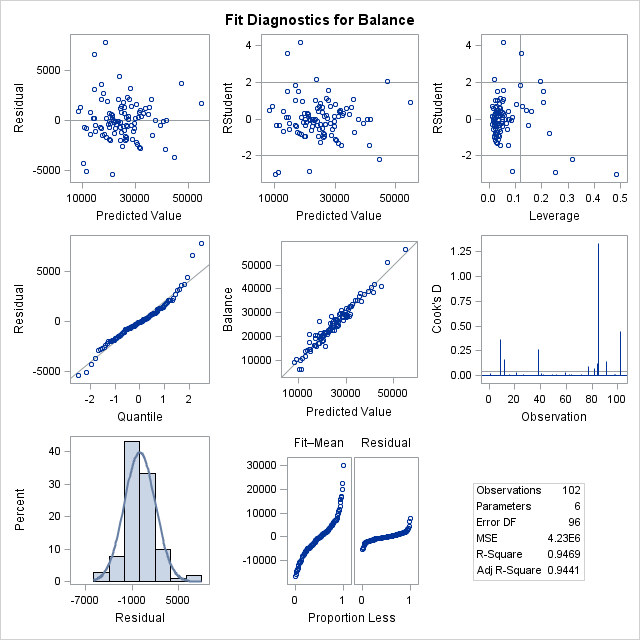 Fit Diagnostics for Balance
5000
0
-5000
Residual
10000 30000 50000
Predicted Value
4
2
0
-2
RStudent
10000 30000 50000
Predicted Value
4
2
0
-2
RStudent
0.0 0.1 0.2 0.3 0.4 0.5
Leverage
5000
0
-5000
Residual
-2 -1 0 1 2
Quantile
50000
40000
30000
20000
10000
Balance
10000 30000 50000
Predicted Value
1.25
1.00
0.75
0.50
0.25
0.00
Cook's D
0 20 40 60 80 100
Observation
40
30
20
10
0
Percent
-7000 -1000 5000
Residual
Fit–Mean Residual
30000
20000
10000
0
-10000
0 1 0 1
Proportion Less
Observations 102
Parameters 6
Error DF 96
MSE 4.23E6
R-Square 0.9469
Adj R-Square 0.9441